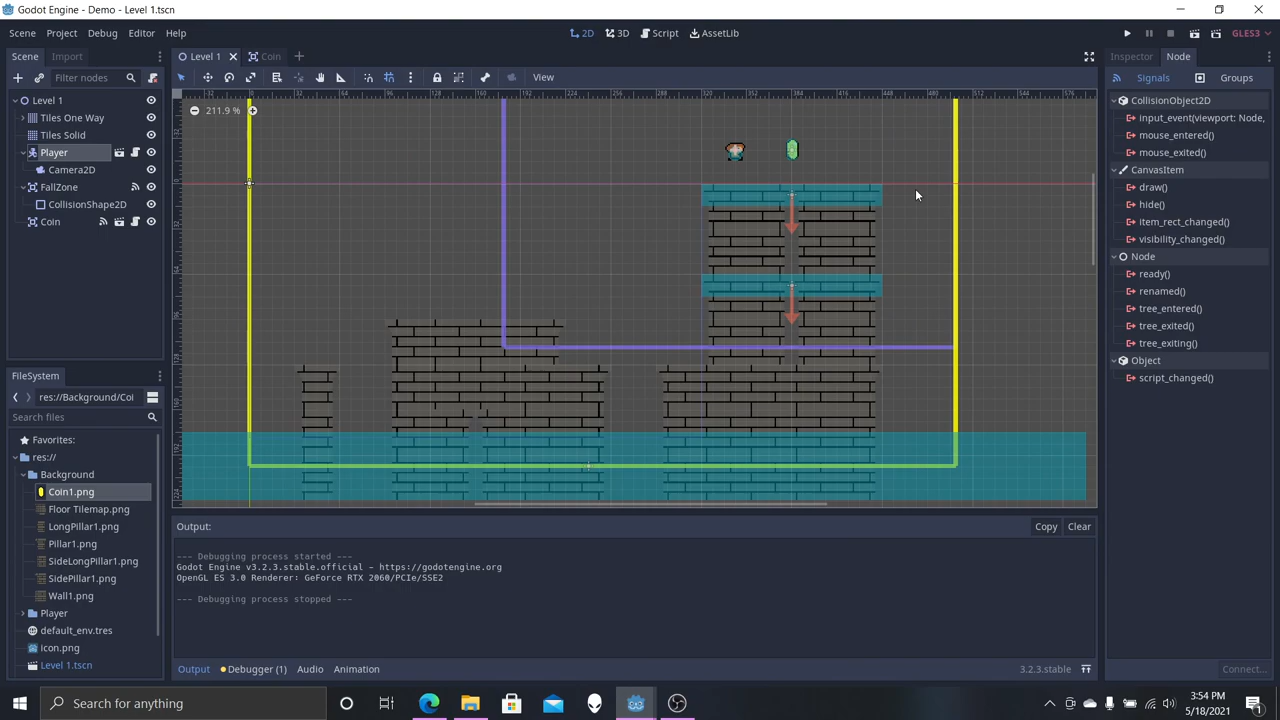 Godot Engine - Demo - Level 1.tscn
Scene Project Debug Editor Help
2D 3D Script AssetLib
GLES3
Scene Import
Level 1 Coin
Inspector Node
Filter nodes
View
Signals Groups
211.9 %
Level 1
Tiles One Way
Tiles Solid
Player
Camera2D
FallZone
CollisionShape2D
Coin
CollisionObject2D
input_event(viewport: Node,
mouse_entered()
mouse_exited()
CanvasItem
draw()
hide()
item_rect_changed()
visibility_changed()
Node
ready()
renamed()
tree_entered()
tree_exited()
tree_exiting()
Object
script_changed()
FileSystem
res://Background/Coi
Search files
Favorites:
res://
Background
Coin1.png
Floor Tilemap.png
LongPillar1.png
Pillar1.png
SideLongPillar1.png
SidePillar1.png
Wall1.png
Player
default_env.tres
icon.png
Level 1.tscn
Output:
Copy Clear
--- Debugging process started ---
Godot Engine v3.2.3.stable.official - https://godotengine.org
OpenGL ES 3.0 Renderer: GeForce RTX 2060/PCIe/SSE2
--- Debugging process stopped ---
Output Debugger (1) Audio Animation
3.2.3.stable
Connect...
Search for anything
3:54 PM
5/18/2021
1